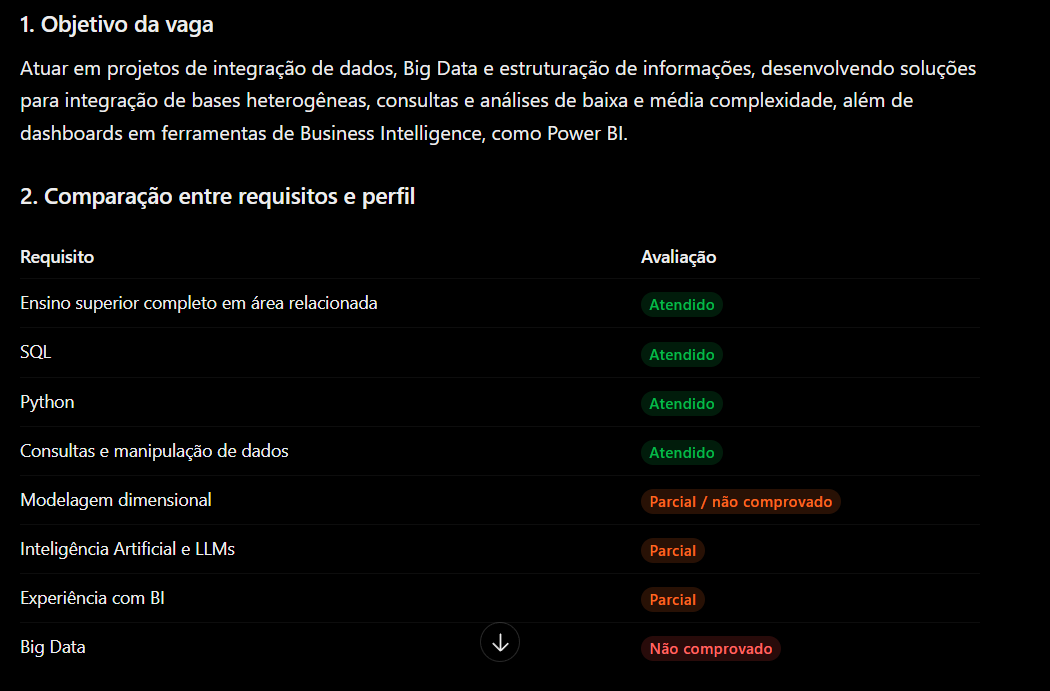 1. Objetivo da vaga
Atuar em projetos de integração de dados, Big Data e estruturação de informações, desenvolvendo soluções
para integração de bases heterogêneas, consultas e análises de baixa e média complexidade, além de
dashboards em ferramentas de Business Intelligence, como Power BI.
2. Comparação entre requisitos e perfil
Requisito Avaliação
Ensino superior completo em área relacionada Atendido
SQL Atendido
Python Atendido
Consultas e manipulação de dados Atendido
Modelagem dimensional Parcial / não comprovado
Inteligência Artificial e LLMs Parcial
Experiência com BI Parcial
Big Data Não comprovado